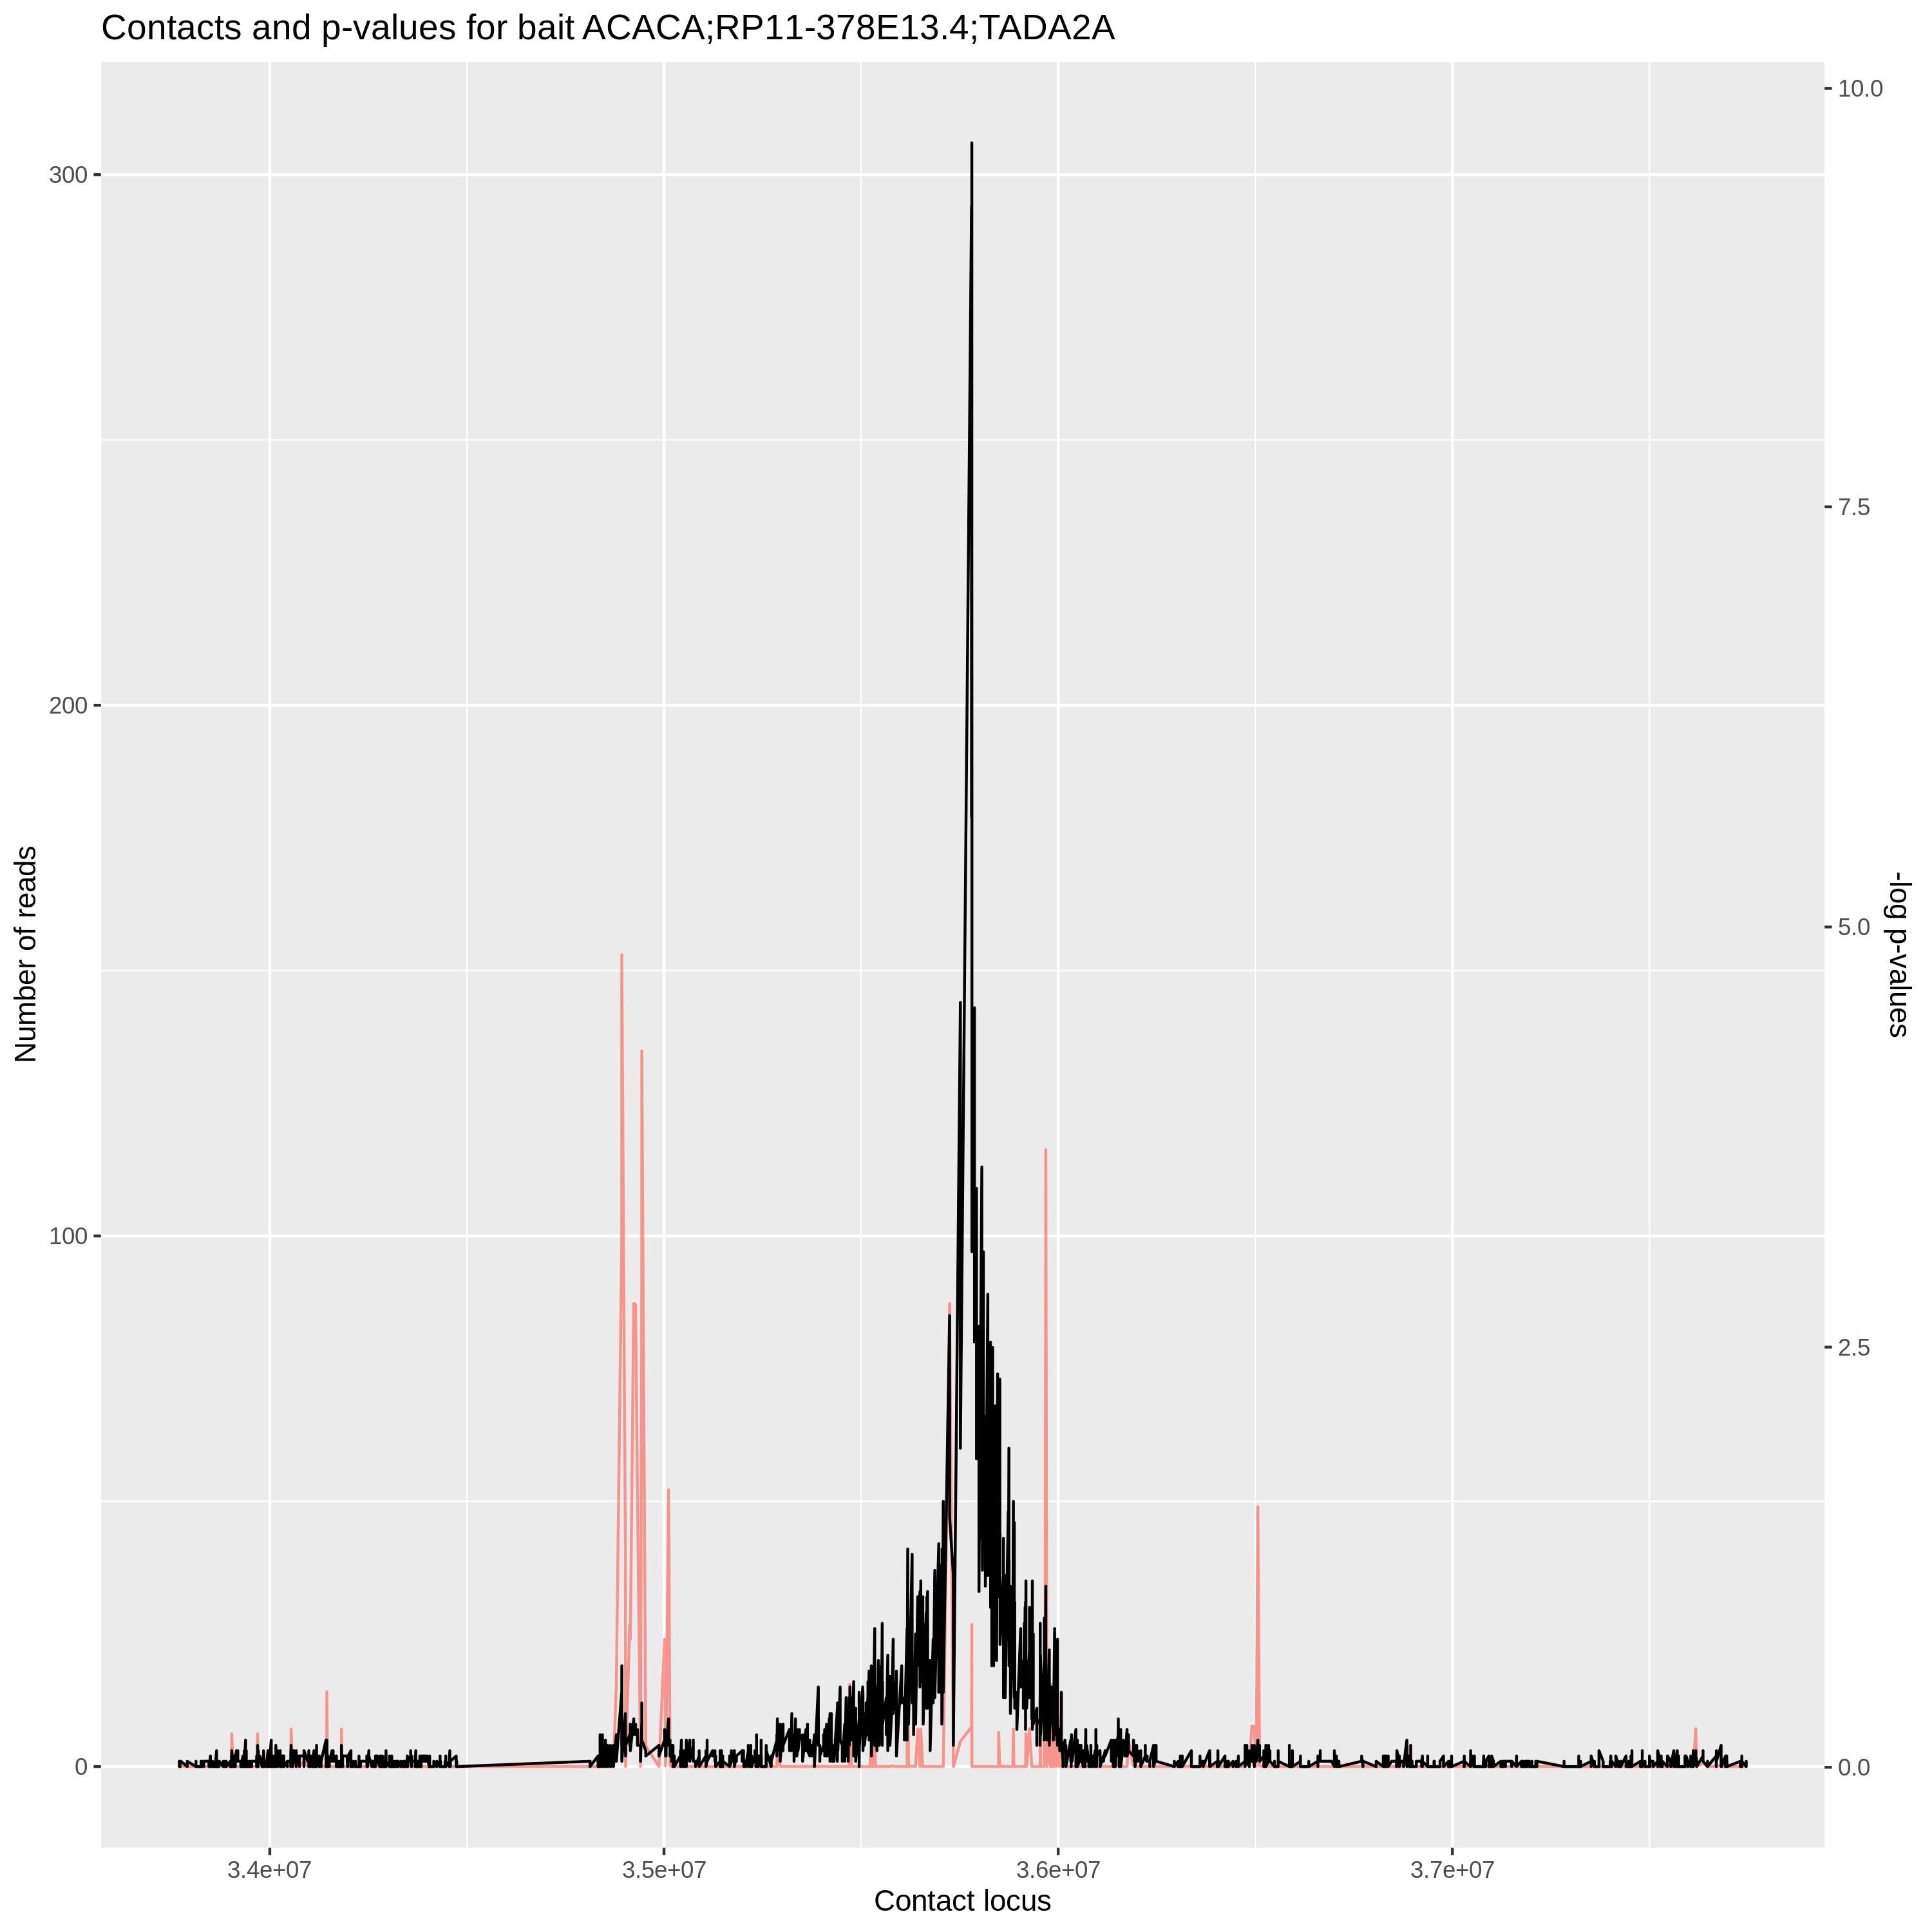 Contacts and p-values for bait ACACA;RP11-378E13.4;TADA2A
300
200
100
0
Number of reads
10.0
7.5
5.0
2.5
0.0
-log p-values
3.4e+07 3.5e+07 3.6e+07 3.7e+07
Contact locus